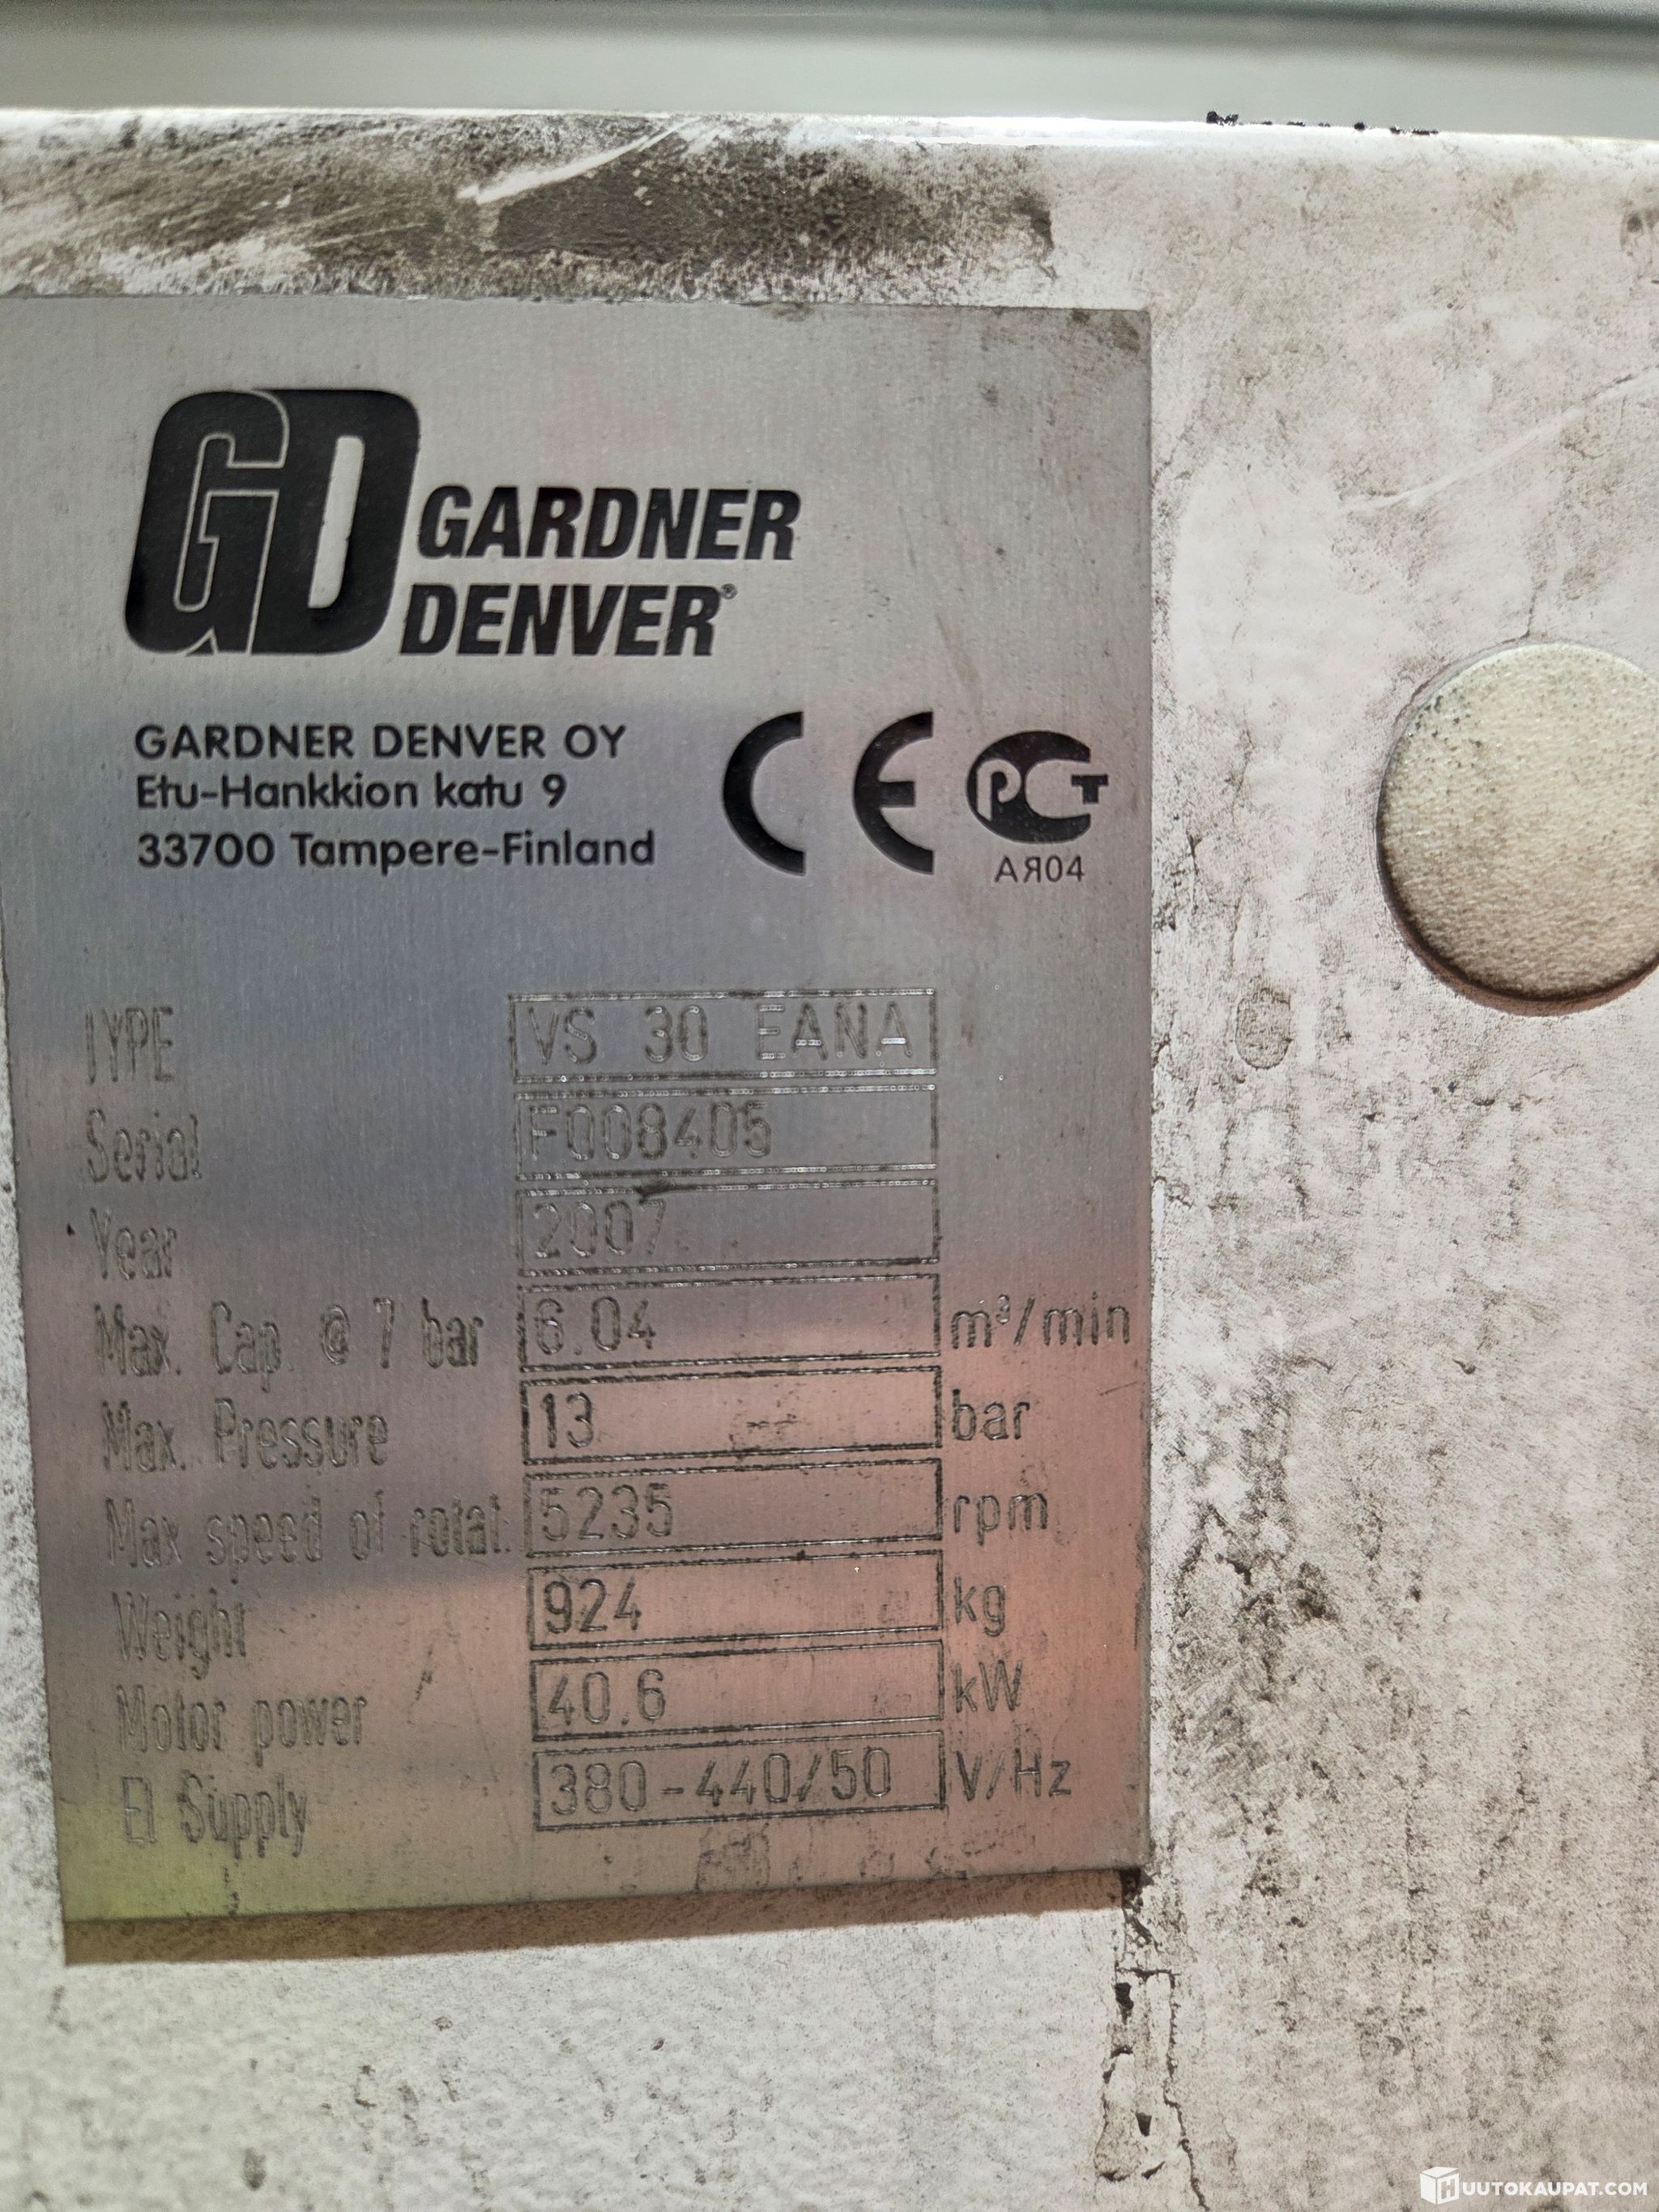 GD GARDNER
DENVER®
GARDNER DENVER OY
Etu-Hankkion katu 9
33700 Tampere-Finland
CE PCT
АЯ04
TYPE VS 30 EANA
Serial F008405
Year 2007
Max. Cap. @ 7 bar 6.04 m³/min
Max. Pressure 13 bar
Max speed of rotat. 5235 rpm
Weight 924 kg
Motor power 40.6 kW
El Supply 380-440/50 V/Hz
HUUTOKAUPAT.COM